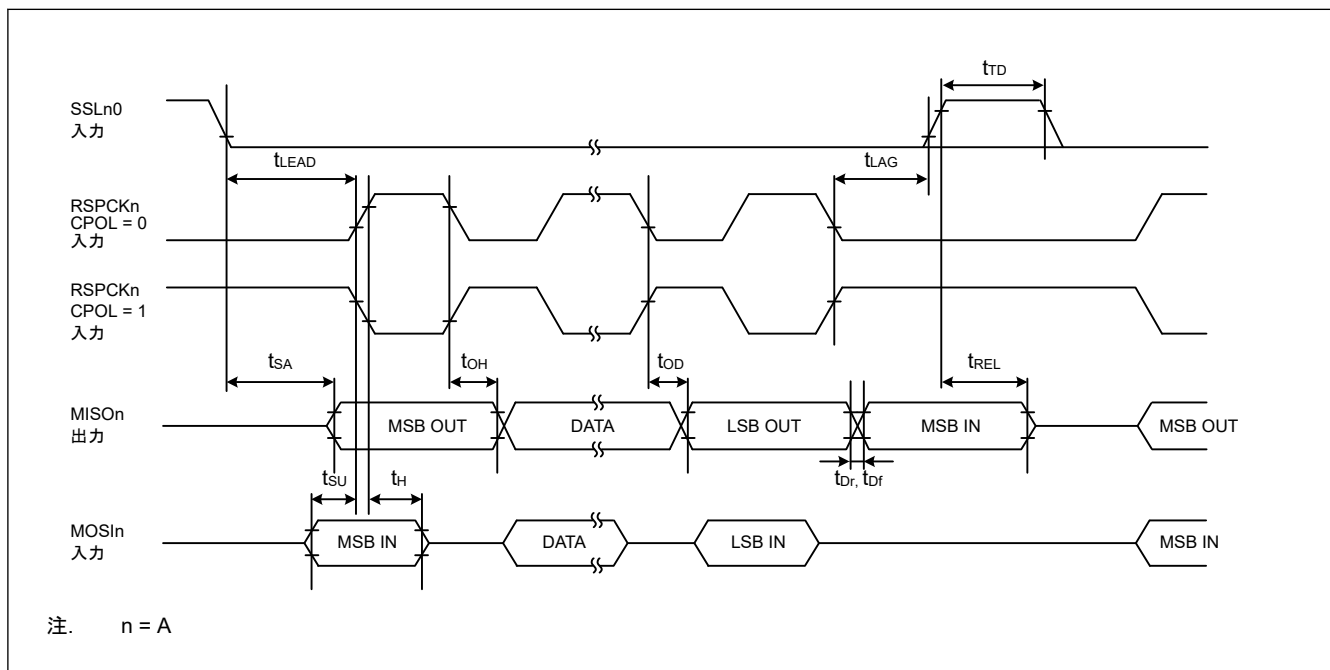 tTD
SSLn0
入力
tLEAD
tLAG
RSPCKn
CPOL = 0
入力
RSPCKn
CPOL = 1
入力
tSA
tOH
tOD
tREL
MISOn
出力
MSB OUT
DATA
LSB OUT
MSB IN
MSB OUT
tSU
tH
tDr, tDf
MOSIn
入力
MSB IN
DATA
LSB IN
MSB IN
注. n = A